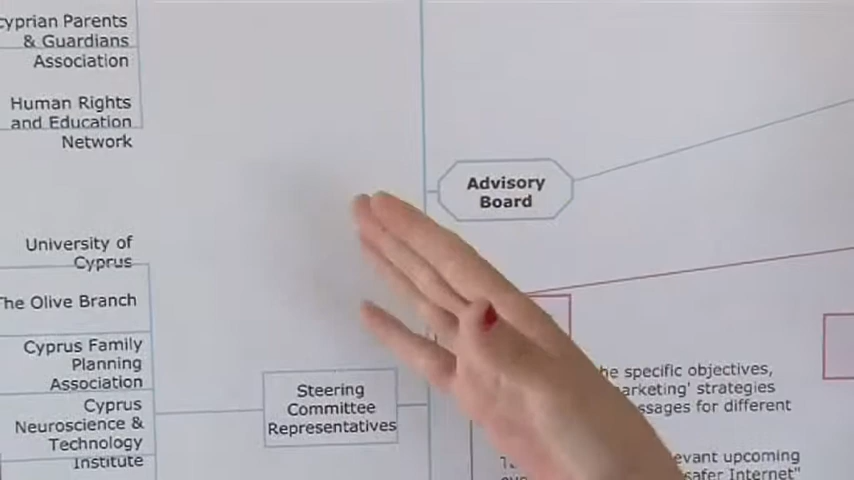 yprian Parents
& Guardians
Association
Human Rights
and Education
Network
University of
Cyprus
The Olive Branch
Cyprus Family
Planning
Association
Cyprus
Neuroscience &
Technology
Institute
Advisory
Board
Steering
Committee
Representatives
he specific objectives,
marketing' strategies
ssages for different
evant upcoming
safer Internet"